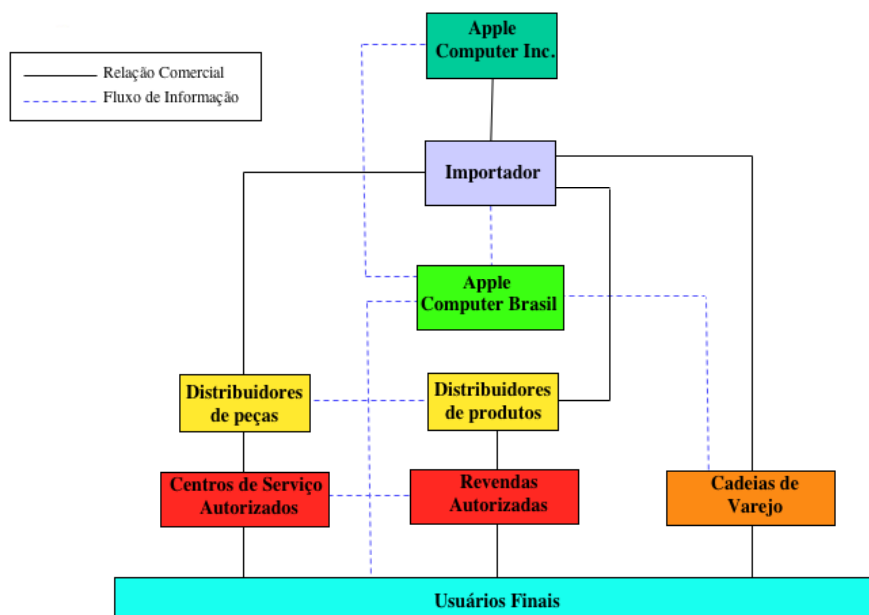 Apple
Computer Inc.
Relação Comercial
Fluxo de Informação
Importador
Apple
Computer Brasil
Distribuidores
de peças
Distribuidores
de produtos
Centros de Serviço
Autorizados
Revendas
Autorizadas
Cadeias de
Varejo
Usuários Finais